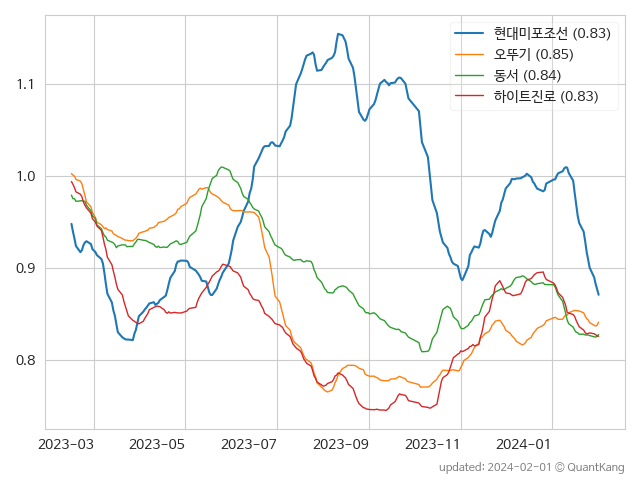 현대미포조선 (0.83)
오뚜기 (0.85)
동서 (0.84)
하이트진로 (0.83)
1.1
1.0
0.9
0.8
2023-03 2023-05 2023-07 2023-09 2023-11 2024-01
updated: 2024-02-01 © QuantKang